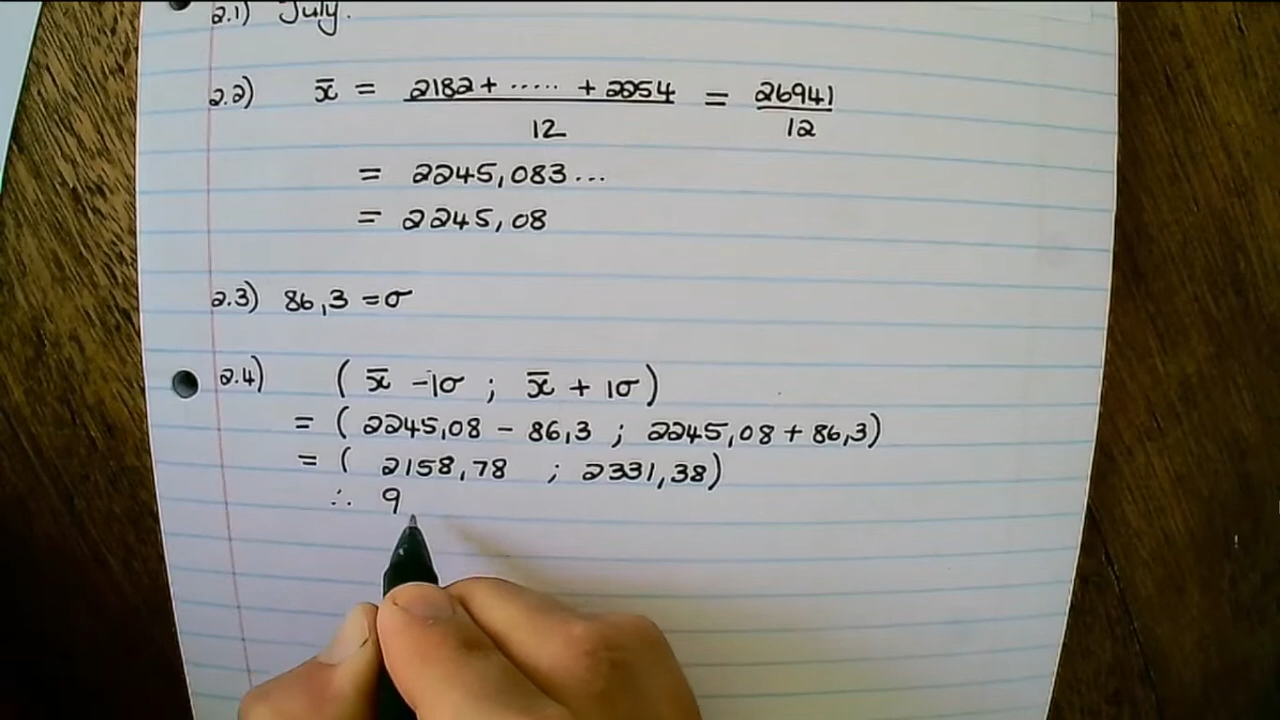 2.1) July.
2.2) x̄ = 2182 + ..... + 2254 / 12 = 26941 / 12
= 2245,083...
= 2245,08
2.3) 86,3 = σ
2.4) ( x̄ - 1σ ; x̄ + 1σ )
= ( 2245,08 - 86,3 ; 2245,08 + 86,3 )
= ( 2158,78 ; 2331,38 )
∴ 9